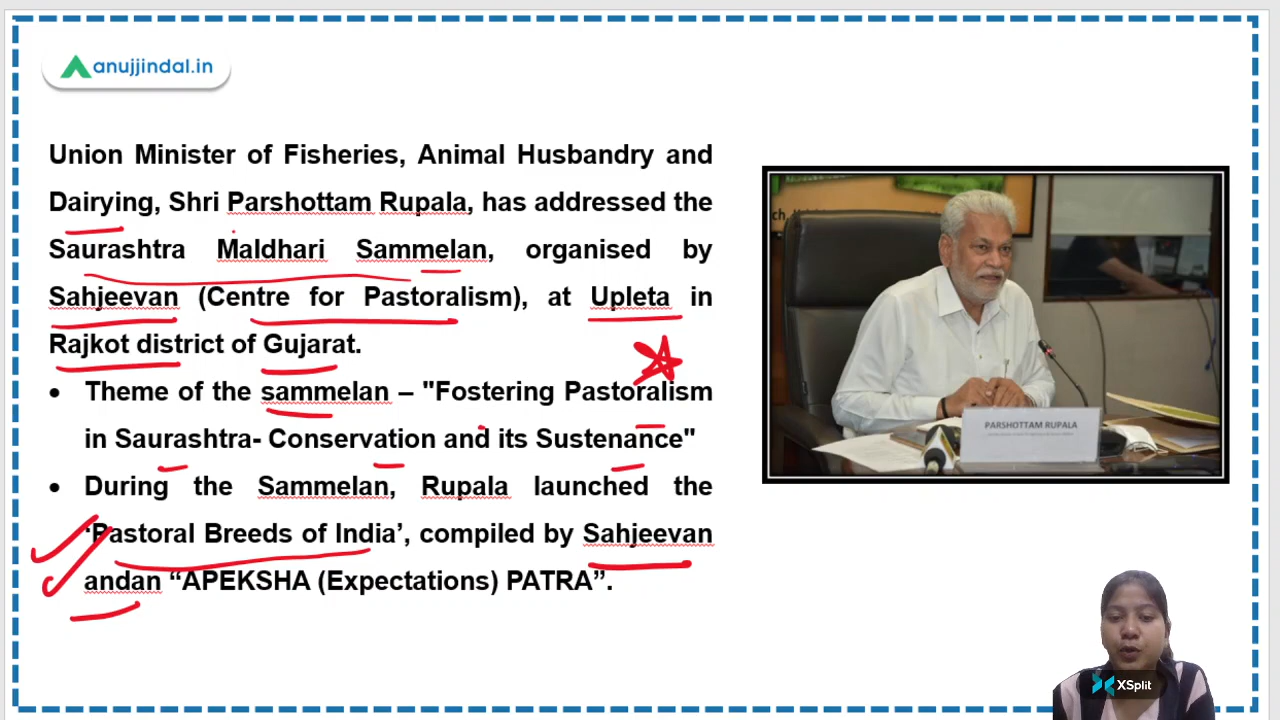 anujjindal.in
Union Minister of Fisheries, Animal Husbandry and
Dairying, Shri Parshottam Rupala, has addressed the
Saurashtra Maldhari Sammelan, organised by
Sahjeevan (Centre for Pastoralism), at Upleta in
Rajkot district of Gujarat.
• Theme of the sammelan – "Fostering Pastoralism
in Saurashtra- Conservation and its Sustenance"
• During the Sammelan, Rupala launched the
‘Pastoral Breeds of India’, compiled by Sahjeevan
andan “APEKSHA (Expectations) PATRA”.
PARSHOTTAM RUPALA
XSplit